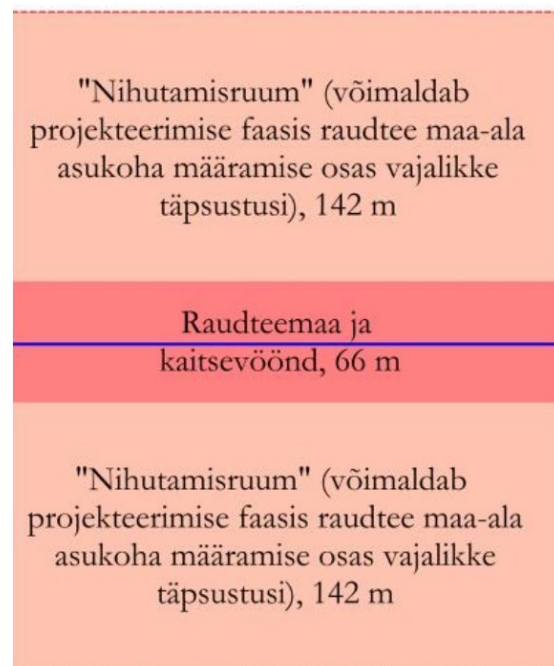 "Nihutamisruum" (võimaldab
projekteerimise faasis raudtee maa-ala
asukoha määramise osas vajalikke
täpsustusi), 142 m
Raudteemaa ja
kaitsevöönd, 66 m
"Nihutamisruum" (võimaldab
projekteerimise faasis raudtee maa-ala
asukoha määramise osas vajalikke
täpsustusi), 142 m